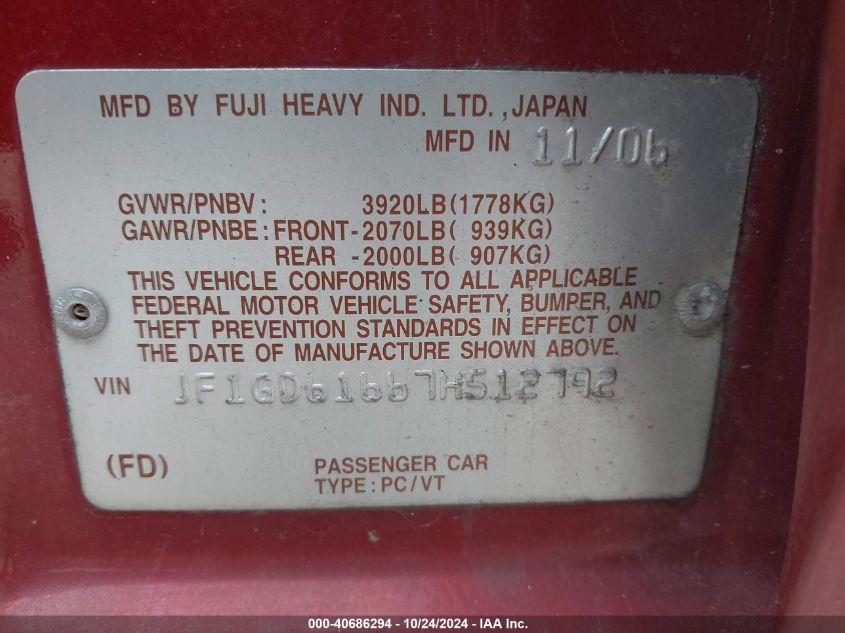 MFD BY FUJI HEAVY IND. LTD.,JAPAN
MFD IN 11/06
GVWR/PNBV: 3920LB(1778KG)
GAWR/PNBE: FRONT-2070LB( 939KG)
REAR -2000LB( 907KG)
THIS VEHICLE CONFORMS TO ALL APPLICABLE
FEDERAL MOTOR VEHICLE SAFETY, BUMPER, AND
THEFT PREVENTION STANDARDS IN EFFECT ON
THE DATE OF MANUFACTURE SHOWN ABOVE.
VIN JF1GD61667H512792
(FD) PASSENGER CAR
TYPE:PC/VT
000-40686294 - 10/24/2024 - IAA Inc.